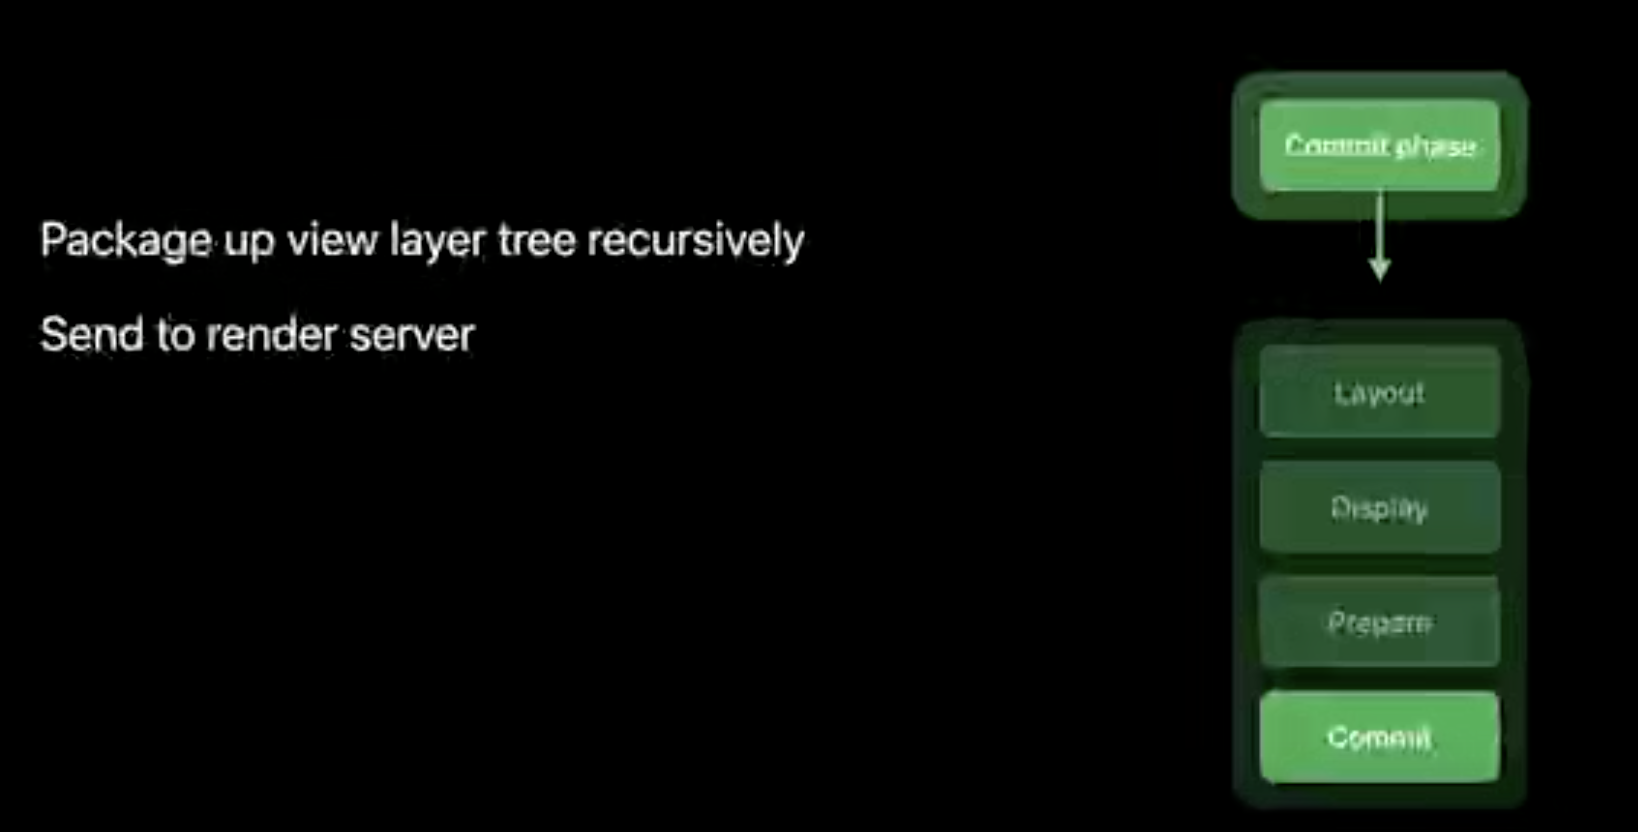 Package up view layer tree recursively
Send to render server
Commit phase
Layout
Display
Prepare
Commit